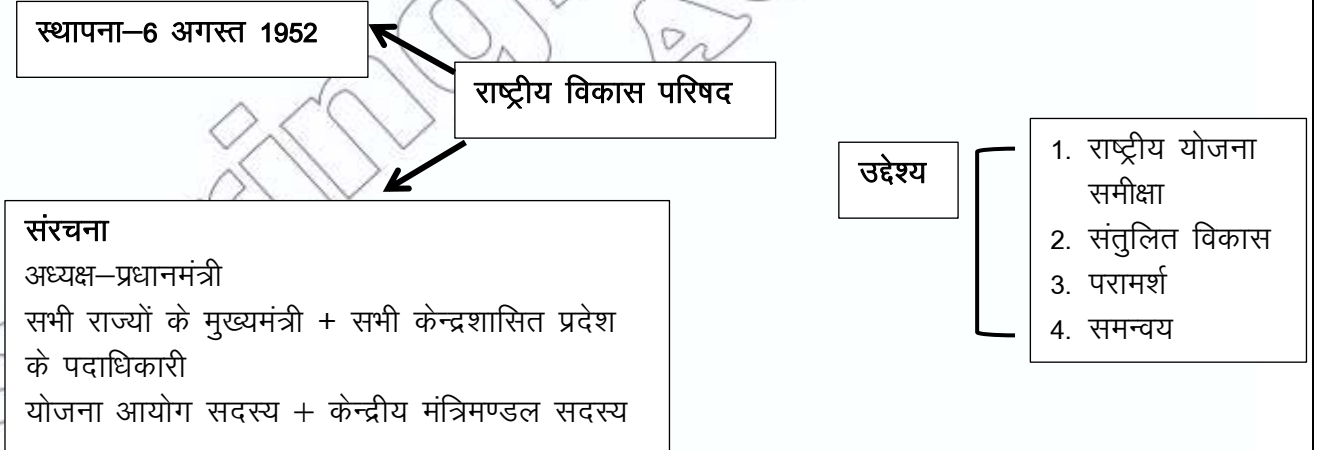 स्थापना–6 अगस्त 1952
राष्ट्रीय विकास परिषद
संरचना
अध्यक्ष–प्रधानमंत्री
सभी राज्यों के मुख्यमंत्री + सभी केन्द्रशासित प्रदेश
के पदाधिकारी
योजना आयोग सदस्य + केन्द्रीय मंत्रिमण्डल सदस्य
उद्देश्य
1. राष्ट्रीय योजना
समीक्षा
2. संतुलित विकास
3. परामर्श
4. समन्वय